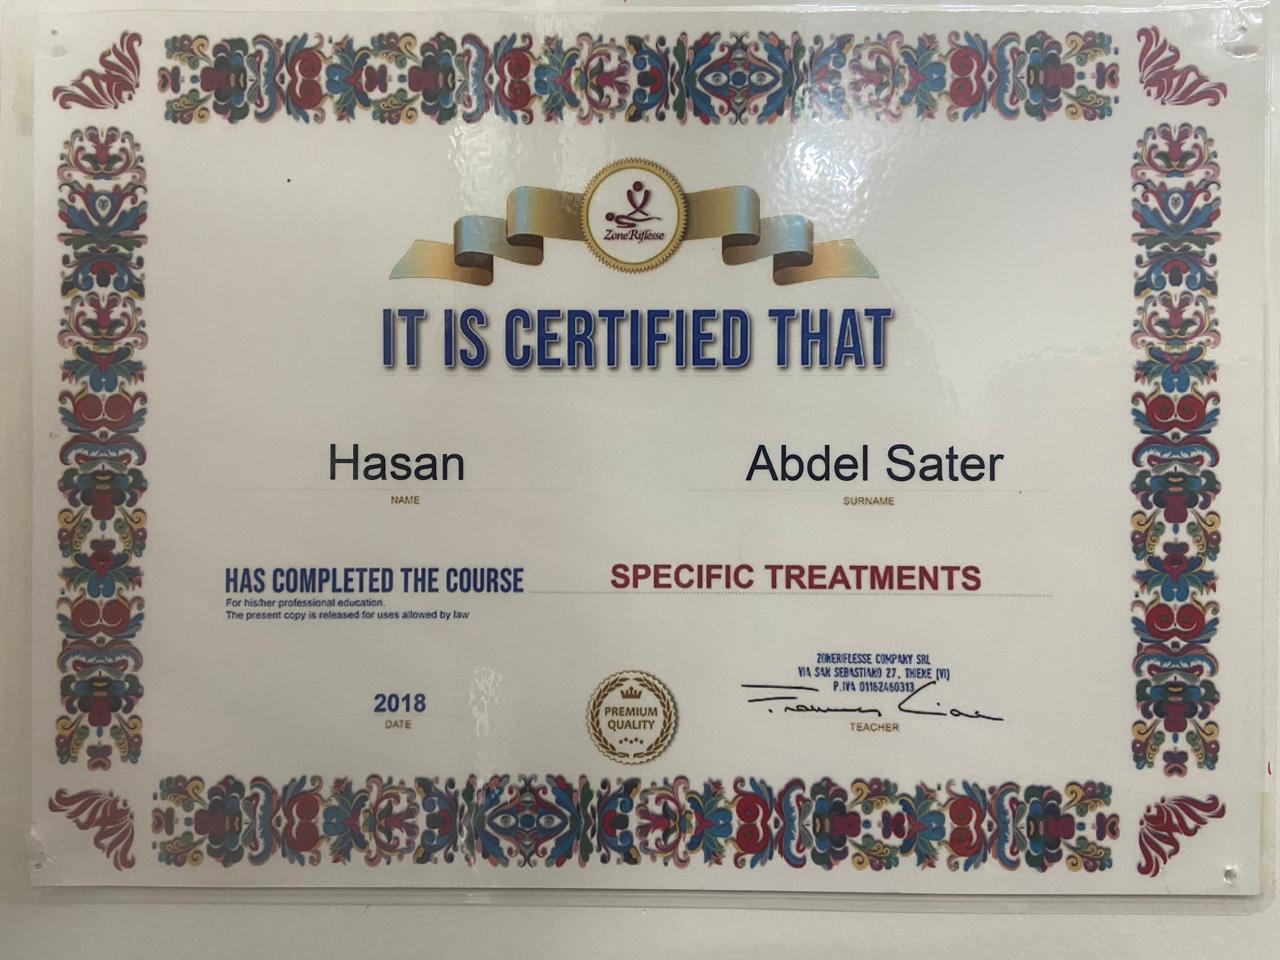 ZoneRiflesse
IT IS CERTIFIED THAT
Hasan Abdel Sater
NAME SURNAME
HAS COMPLETED THE COURSE SPECIFIC TREATMENTS
For his/her professional education.
The present copy is released for uses allowed by law
ZONERIFLESSE COMPANY SRL
VIA SAN SEBASTIANO 27, THIENE (VI)
P.IVA 01162460313
2018
DATE
PREMIUM
QUALITY
TEACHER